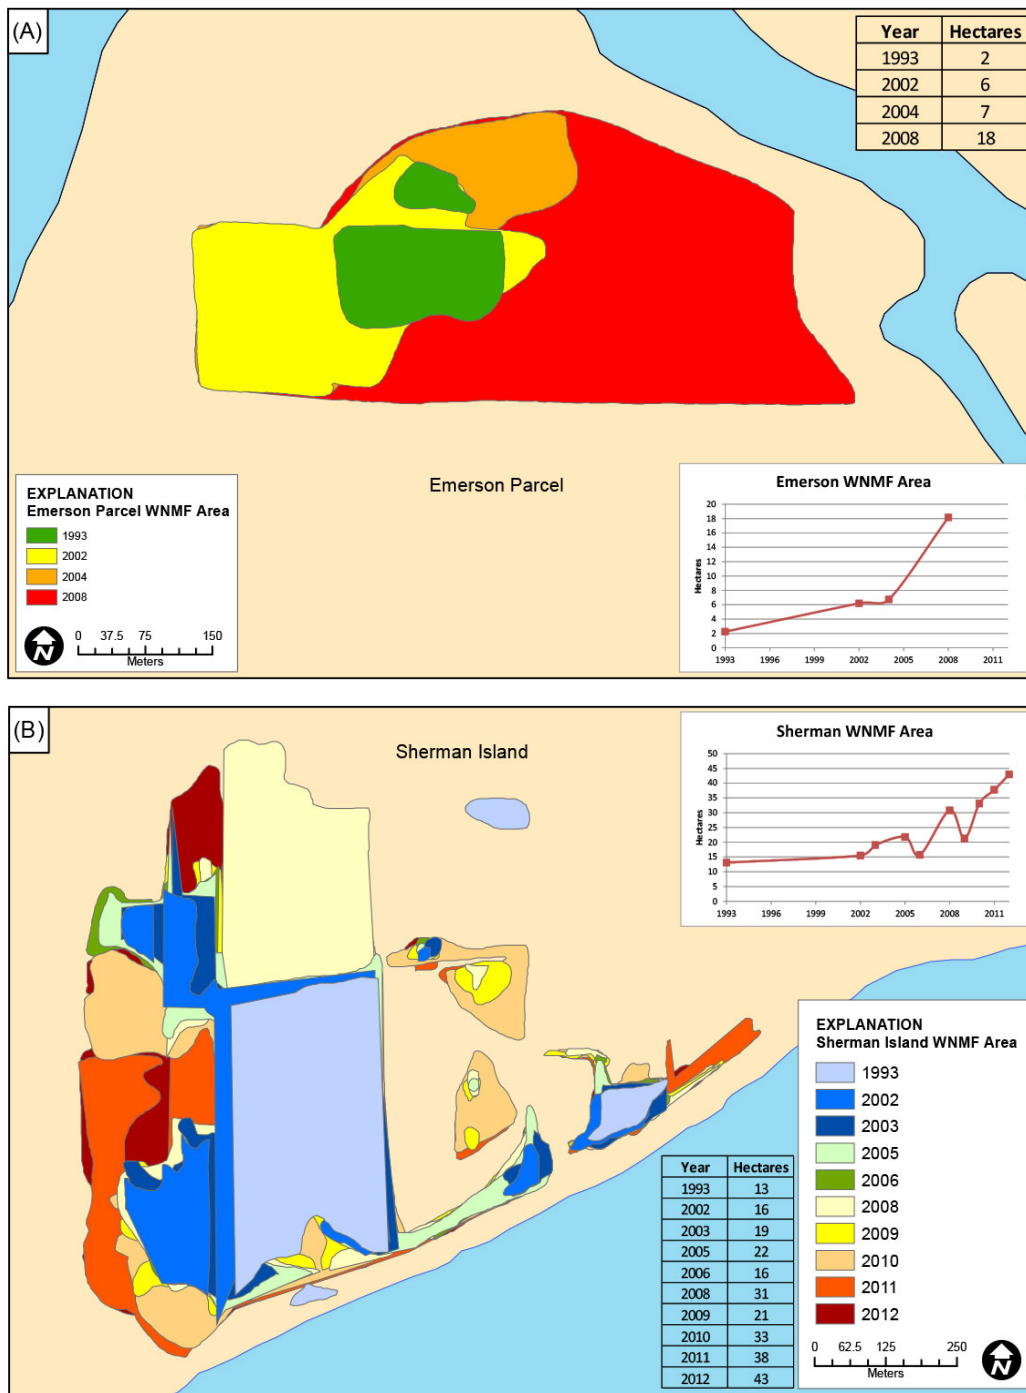 (A)
Year Hectares
1993 2
2002 6
2004 7
2008 18
Emerson Parcel
EXPLANATION
Emerson Parcel WNMF Area
1993
2002
2004
2008
N
0 37.5 75 150
Meters
Emerson WNMF Area
Hectares
20
18
16
14
12
10
8
6
4
2
0
1993 1996 1999 2002 2005 2008 2011
(B)
Sherman Island
Sherman WNMF Area
Hectares
50
45
40
35
30
25
20
15
10
5
0
1993 1996 1999 2002 2005 2008 2011
EXPLANATION
Sherman Island WNMF Area
1993
2002
2003
2005
2006
2008
2009
2010
2011
2012
0 62.5 125 250
Meters
N
Year Hectares
1993 13
2002 16
2003 19
2005 22
2006 16
2008 31
2009 21
2010 33
2011 38
2012 43